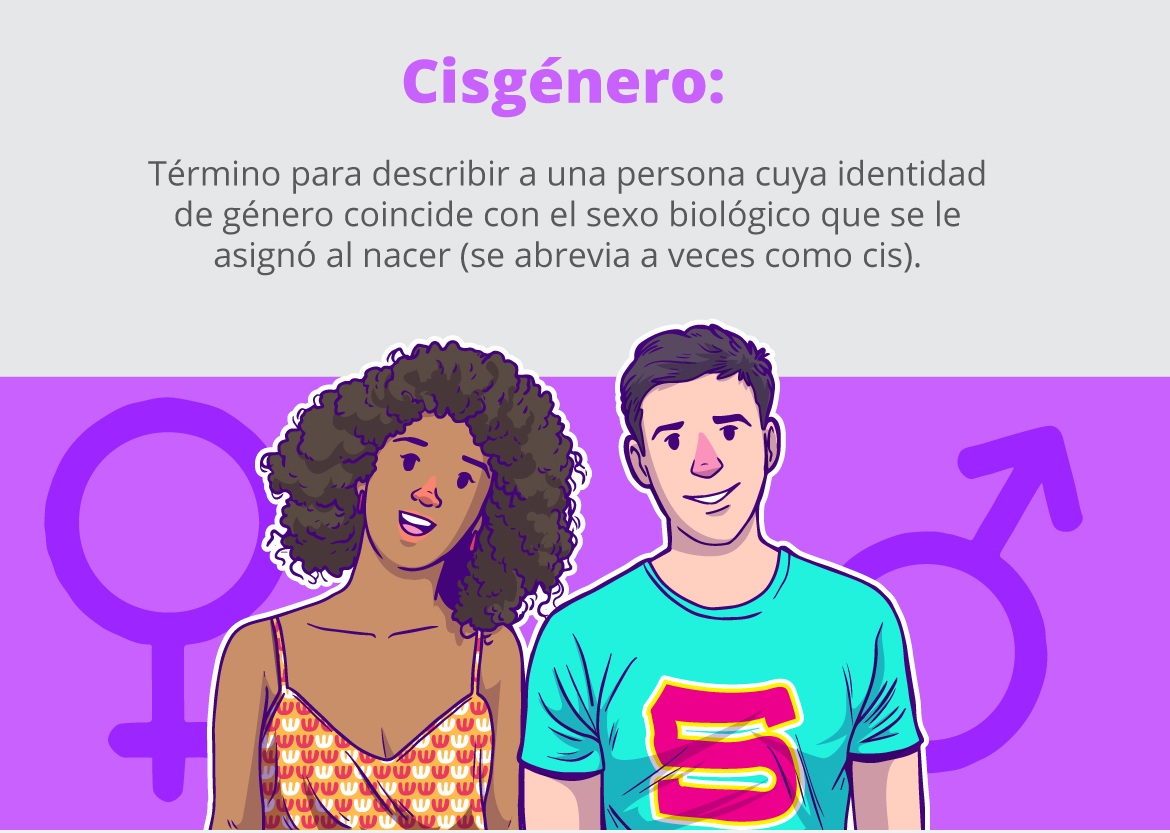 Cisgénero:
Término para describir a una persona cuya identidad
de género coincide con el sexo biológico que se le
asignó al nacer (se abrevia a veces como cis).